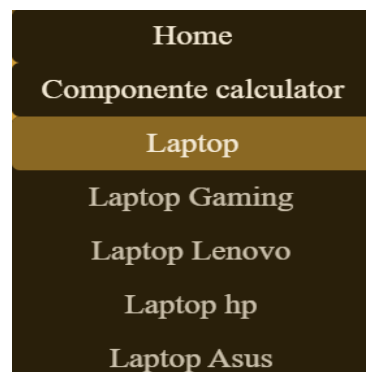 Home
Componente calculator
Laptop
Laptop Gaming
Laptop Lenovo
Laptop hp
Laptop Asus